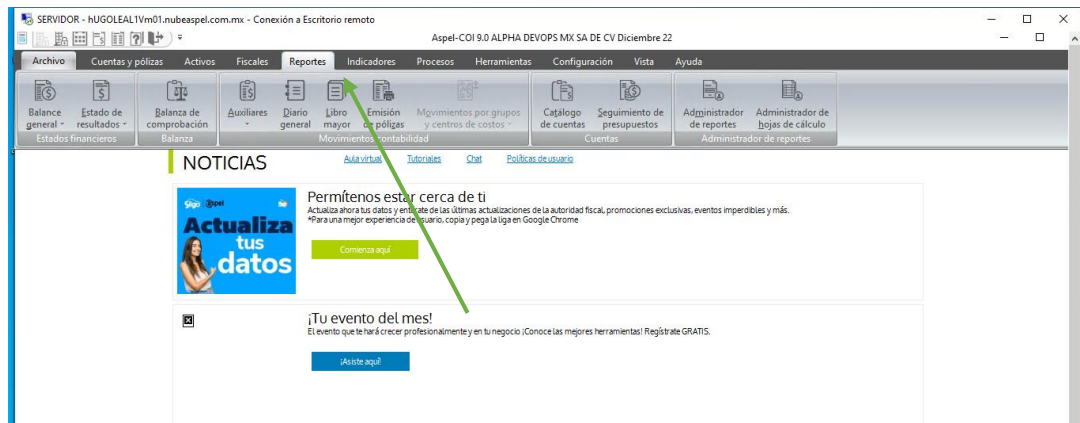 SERVIDOR - hUGOLEAL1Vm01.nubeaspel.com.mx - Conexión a Escritorio remoto
Aspel-COI 9.0 ALPHA DEVOPS MX SA DE CV Diciembre 22
Archivo Cuentas y pólizas Activos Fiscales Reportes Indicadores Procesos Herramientas Configuración Vista Ayuda
Balance general Estado de resultados Balanza de comprobación Auxiliares Diario general Libro mayor Emisión de pólizas Movimientos por grupos y centros de costos Catálogo de cuentas Seguimiento de presupuestos Administrador de reportes Administrador de hojas de cálculo
Estados financieros Balanza Movimientos contabilidad Cuentas Administrador de reportes
NOTICIAS Aula virtual Tutoriales Chat Políticas de usuario
Siigo Aspel
Actualiza
tus
datos
Permítenos estar cerca de ti
Actualiza ahora tus datos y entérate de las últimas actualizaciones de la autoridad fiscal, promociones exclusivas, eventos imperdibles y más.
*Para una mejor experiencia de usuario, copia y pega la liga en Google Chrome
Comienza aquí
¡Tu evento del mes!
El evento que te hará crecer profesionalmente y en tu negocio ¡Conoce las mejores herramientas! Regístrate GRATIS.
¡Asiste aquí!